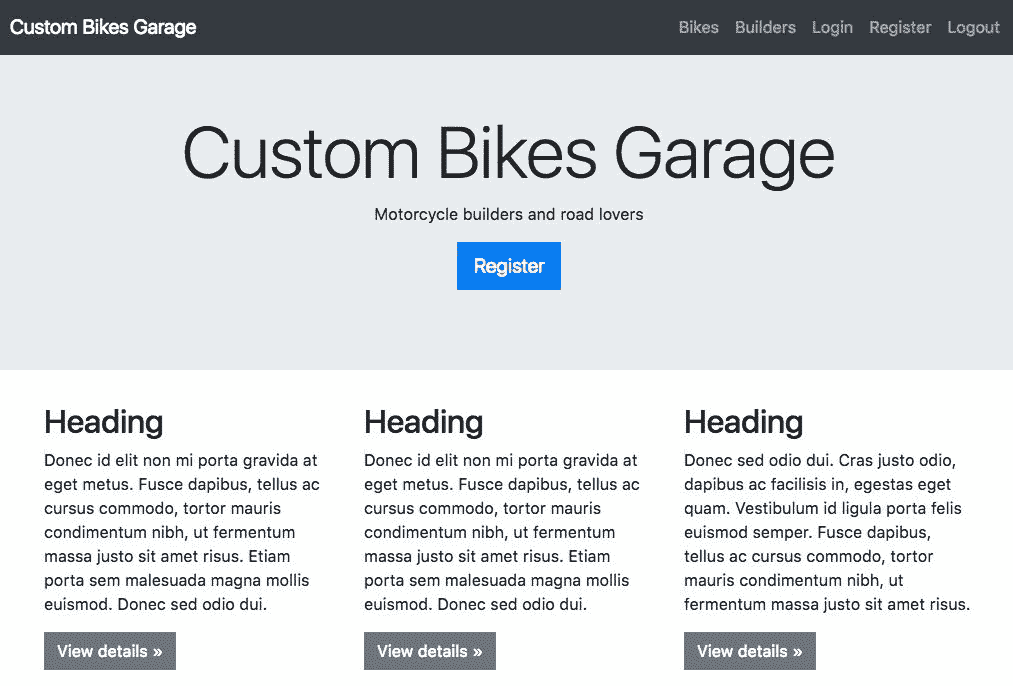 Custom Bikes Garage
Bikes Builders Login Register Logout
Custom Bikes Garage
Motorcycle builders and road lovers
Register
Heading
Donec id elit non mi porta gravida at
eget metus. Fusce dapibus, tellus ac
cursus commodo, tortor mauris
condimentum nibh, ut fermentum
massa justo sit amet risus. Etiam
porta sem malesuada magna mollis
euismod. Donec sed odio dui.
View details »
Heading
Donec id elit non mi porta gravida at
eget metus. Fusce dapibus, tellus ac
cursus commodo, tortor mauris
condimentum nibh, ut fermentum
massa justo sit amet risus. Etiam
porta sem malesuada magna mollis
euismod. Donec sed odio dui.
View details »
Heading
Donec sed odio dui. Cras justo odio,
dapibus ac facilisis in, egestas eget
quam. Vestibulum id ligula porta felis
euismod semper. Fusce dapibus,
tellus ac cursus commodo, tortor
mauris condimentum nibh, ut
fermentum massa justo sit amet risus.
View details »